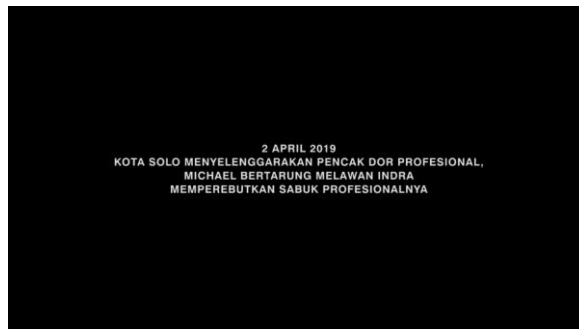 2 APRIL 2019
KOTA SOLO MENYELENGGARAKAN PENCAK DOR PROFESIONAL,
MICHAEL BERTARUNG MELAWAN INDRA
MEMPEREBUTKAN SABUK PROFESIONALNYA